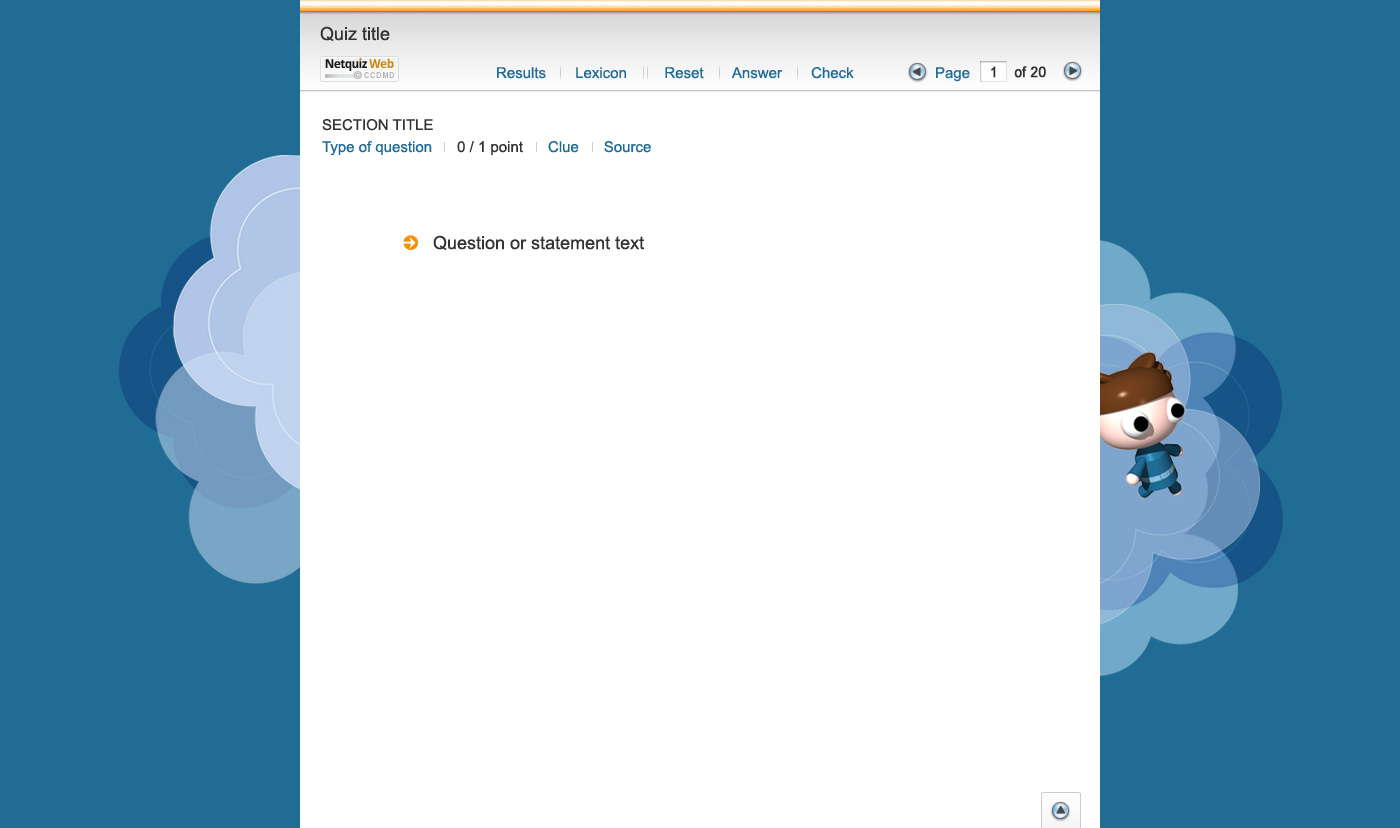 Quiz title
Netquiz Web
©CCDMD
Results Lexicon Reset Answer Check Page 1 of 20
SECTION TITLE
Type of question 0 / 1 point Clue Source
Question or statement text